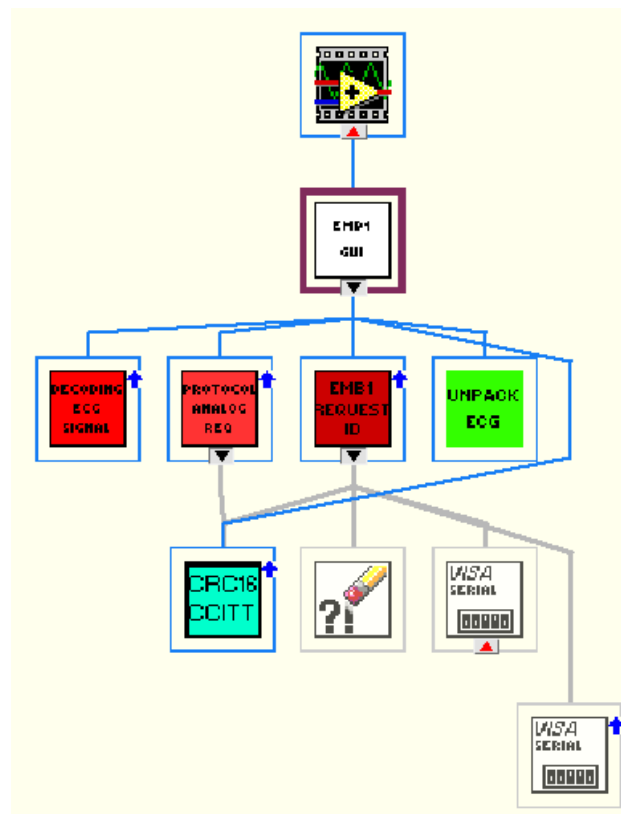 EMB1
GUI
DECODING
ECG
SIGNAL
PROTOCOL
ANALOG
REQ
EMB1
REQUEST
ID
UNPACK
ECG
CRC16
CCITT
?!
VISA
SERIAL
VISA
SERIAL